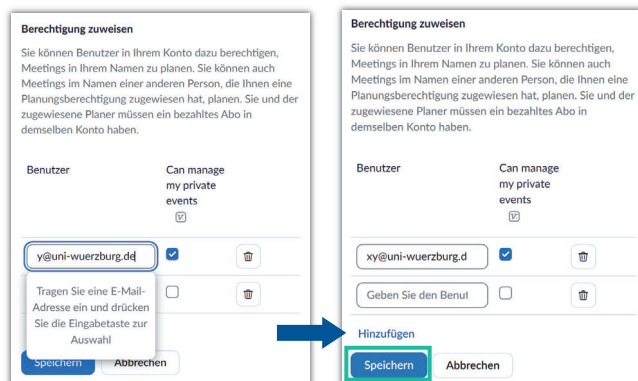 Berechtigung zuweisen
Sie können Benutzer in Ihrem Konto dazu berechtigen,
Meetings in Ihrem Namen zu planen. Sie können auch
Meetings im Namen einer anderen Person, die Ihnen eine
Planungsberechtigung zugewiesen hat, planen. Sie und der
zugewiesene Planer müssen ein bezahltes Abo in
demselben Konto haben.
Benutzer
Can manage
my private
events
y@uni-wuerzburg.de
Tragen Sie eine E-Mail-
Adresse ein und drücken
Sie die Eingabetaste zur
Auswahl
Speichern Abbrechen
Berechtigung zuweisen
Sie können Benutzer in Ihrem Konto dazu berechtigen,
Meetings in Ihrem Namen zu planen. Sie können auch
Meetings im Namen einer anderen Person, die Ihnen eine
Planungsberechtigung zugewiesen hat, planen. Sie und der
zugewiesene Planer müssen ein bezahltes Abo in
demselben Konto haben.
Benutzer
Can manage
my private
events
xy@uni-wuerzburg.d
Geben Sie den Benut
Hinzufügen
Speichern Abbrechen